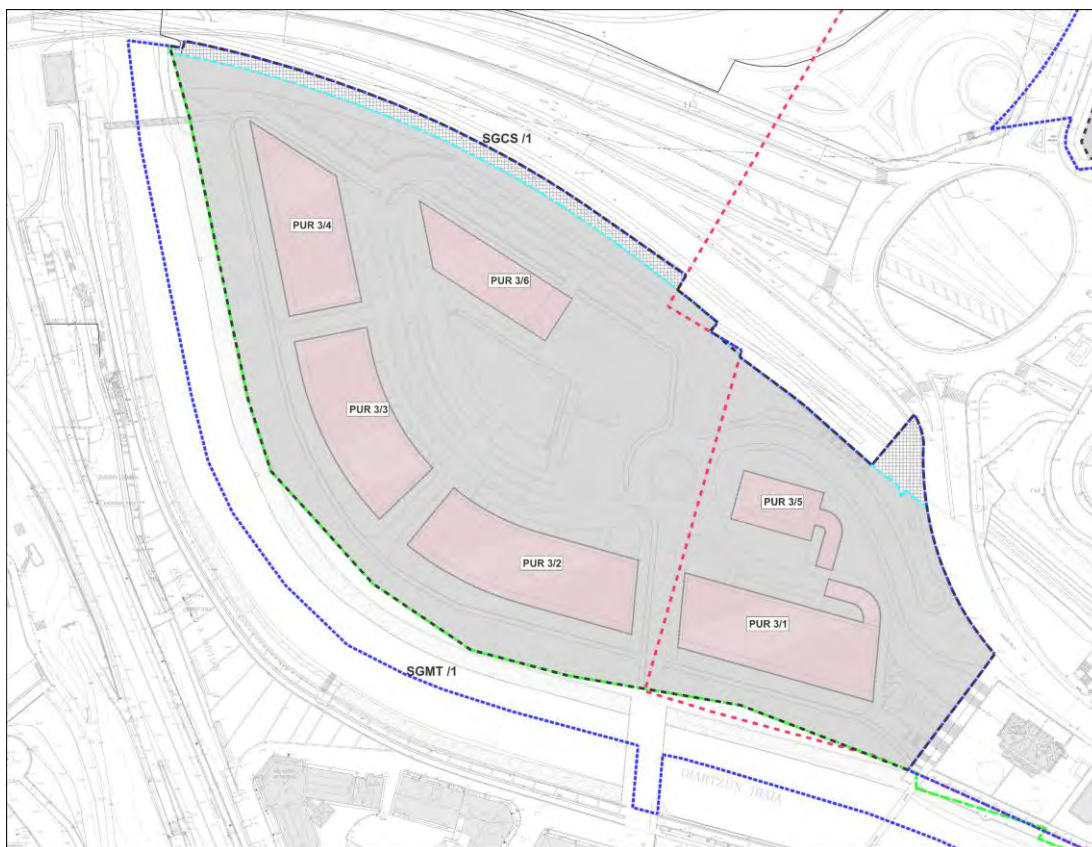 SGCS /1
PUR 3/4
PUR 3/6
PUR 3/3
PUR 3/5
PUR 3/2
PUR 3/1
SGMT /1
OIARTZUN IBAIA